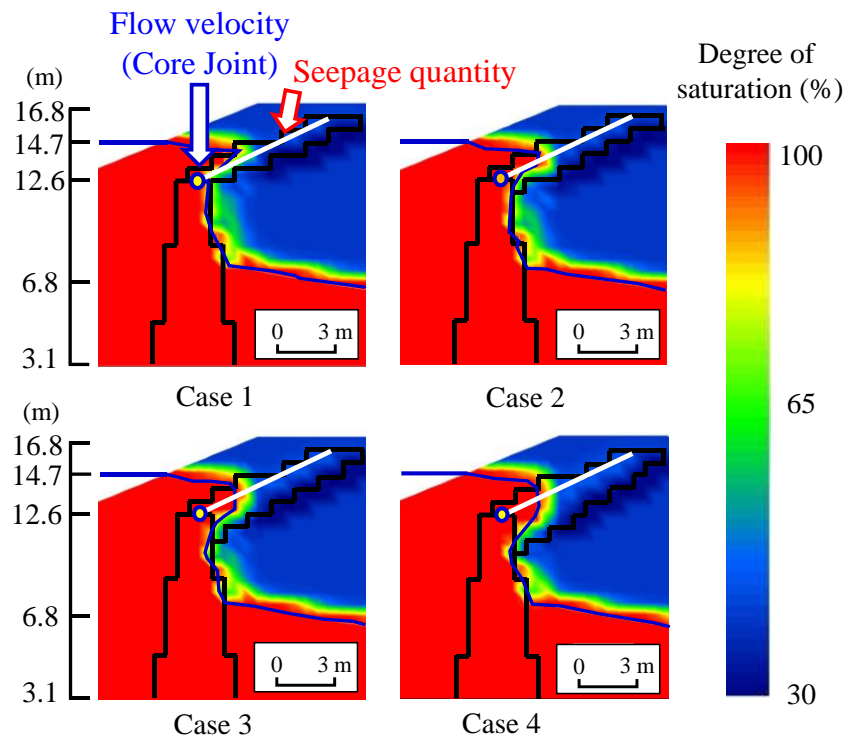 Flow velocity
(Core Joint)
Seepage quantity
Degree of
saturation (%)
(m)
16.8
14.7
12.6
6.8
3.1
0 3 m
Case 1
0 3 m
Case 2
100
65
30
(m)
16.8
14.7
12.6
6.8
3.1
0 3 m
Case 3
0 3 m
Case 4